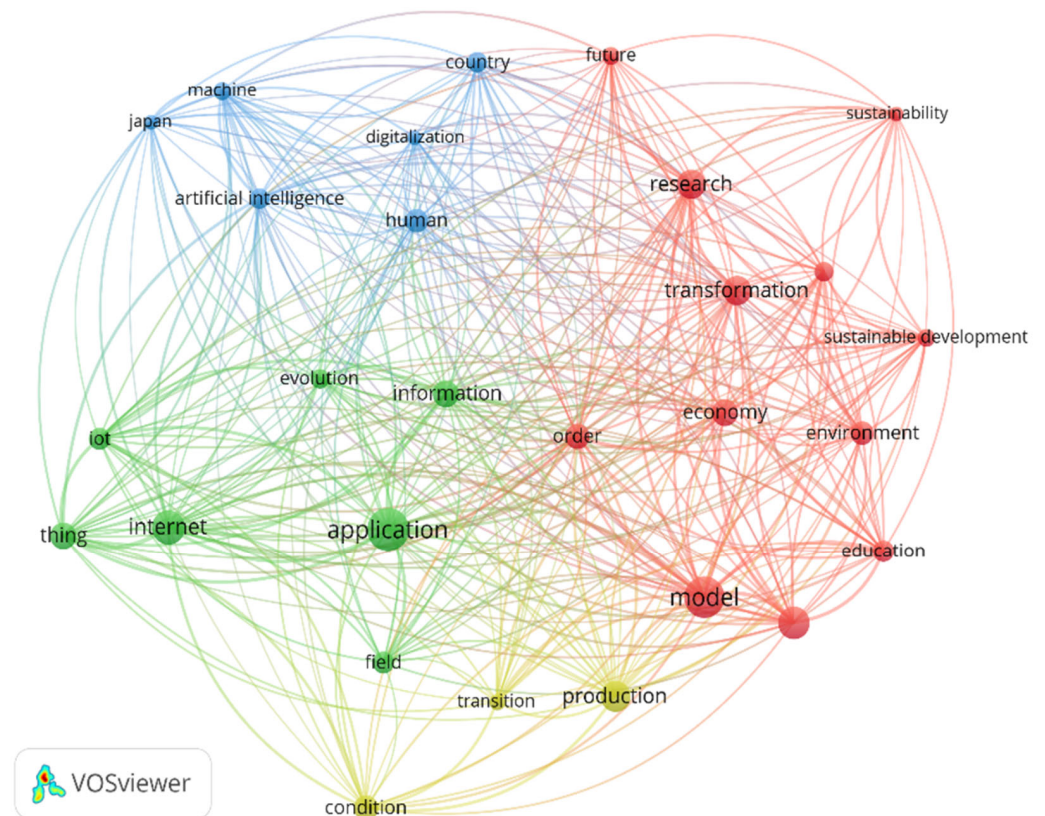 country
future
machine
japan
sustainability
digitalization
artificial intelligence
research
human
transformation
sustainable development
evolution
information
economy
iot
order
environment
thing
internet
application
education
model
field
transition
production
VOSviewer
condition